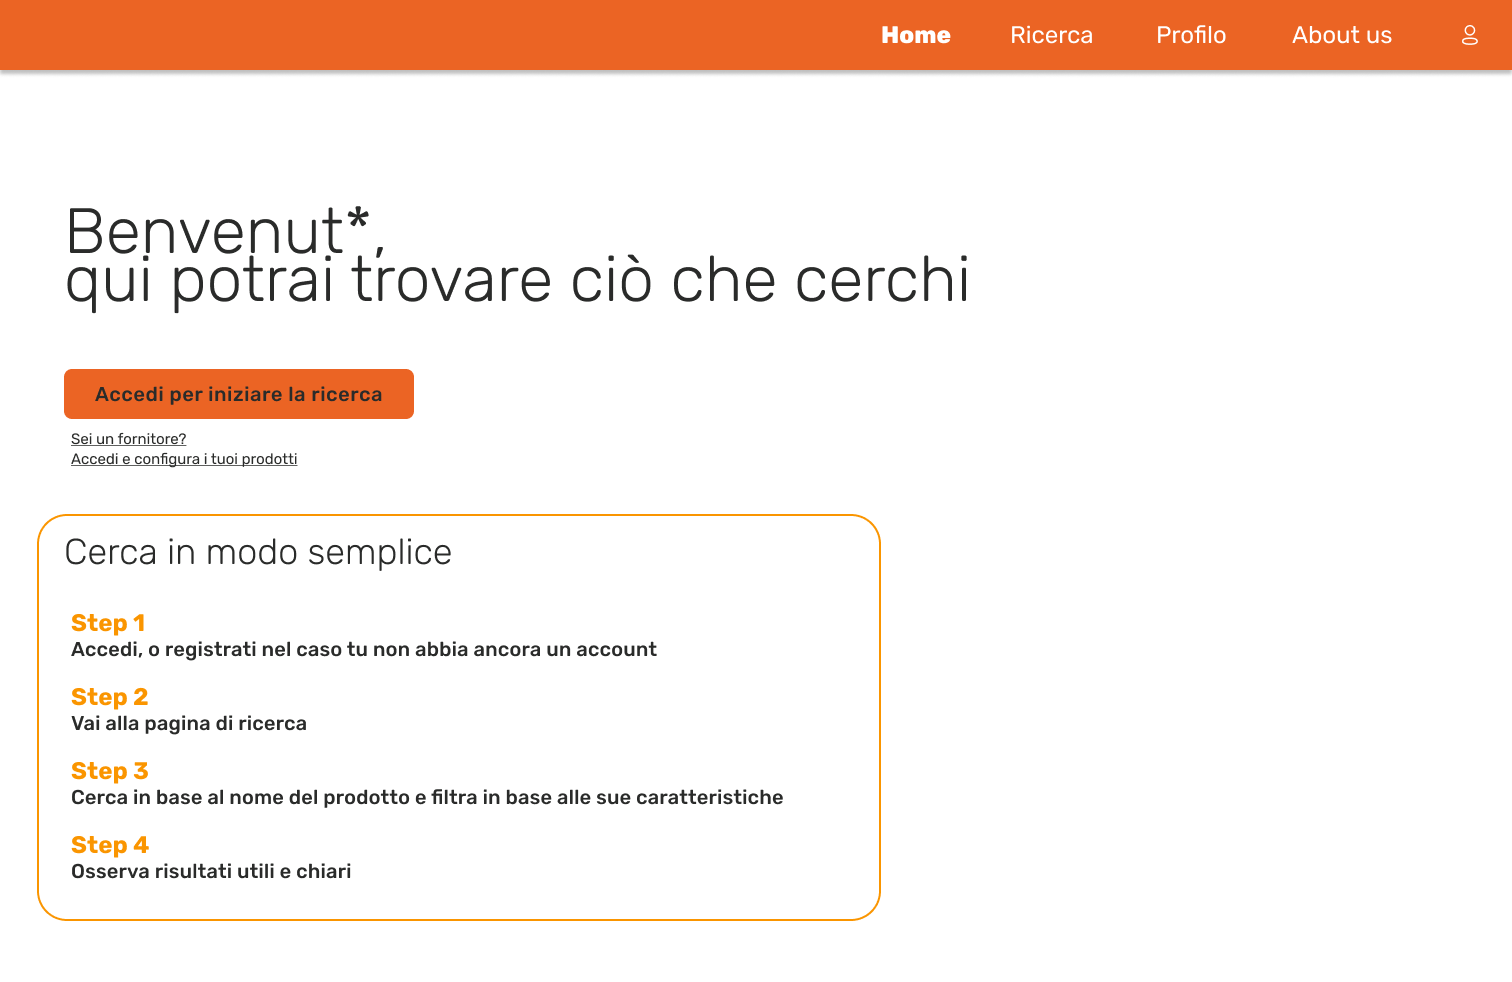 Home Ricerca Profilo About us
Benvenut*,
qui potrai trovare ciò che cerchi
Accedi per iniziare la ricerca
Sei un fornitore?
Accedi e configura i tuoi prodotti
Cerca in modo semplice
Step 1
Accedi, o registrati nel caso tu non abbia ancora un account
Step 2
Vai alla pagina di ricerca
Step 3
Cerca in base al nome del prodotto e filtra in base alle sue caratteristiche
Step 4
Osserva risultati utili e chiari